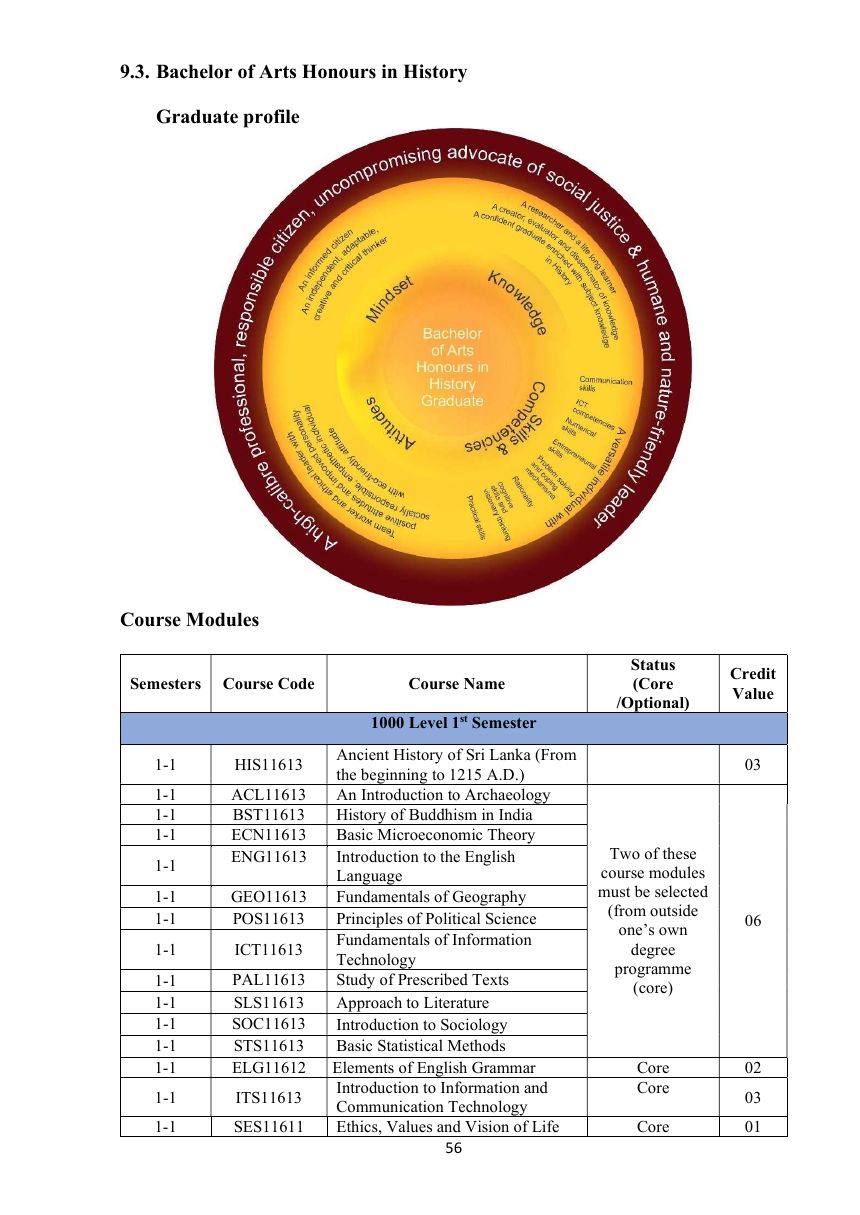 9.3. Bachelor of Arts Honours in History
Graduate profile
A high-calibre professional, responsible citizen, uncompromising advocate of social justice & humane and nature-friendly leader
An informed citizen
An independent, adaptable,
creative and critical thinker
Mindset
A researcher and a life long learner
A creator, evaluator and disseminator of knowledge
A confident graduate enriched with subject knowledge
in History
Knowledge
Bachelor
of Arts
Honours in
History
Graduate
Attitudes
Team worker and ethical leader with
positive attitudes and improved personality
socially responsible, empathetic individual
with eco-friendly attitude
Skills &
Competencies
A versatile individual with
Communication
skills
ICT
competencies
Numerical
skills
Entrepreneurial
skills
Problem-solving
and coping
mechanisms
Rationality
Cognitive
skills and
visionary thinking
Practical skills
Course Modules
Semesters Course Code Course Name Status (Core /Optional) Credit Value
1000 Level 1st Semester
1-1 HIS11613 Ancient History of Sri Lanka (From
the beginning to 1215 A.D.) 03
1-1 ACL11613 An Introduction to Archaeology
1-1 BST11613 History of Buddhism in India
1-1 ECN11613 Basic Microeconomic Theory
1-1 ENG11613 Introduction to the English
Language
1-1 GEO11613 Fundamentals of Geography
1-1 POS11613 Principles of Political Science
1-1 ICT11613 Fundamentals of Information
Technology
1-1 PAL11613 Study of Prescribed Texts
1-1 SLS11613 Approach to Literature
1-1 SOC11613 Introduction to Sociology
1-1 STS11613 Basic Statistical Methods
Two of these
course modules
must be selected
(from outside
one’s own
degree
programme
(core)
06
1-1 ELG11612 Elements of English Grammar Core 02
1-1 ITS11613 Introduction to Information and
Communication Technology Core 03
1-1 SES11611 Ethics, Values and Vision of Life Core 01
56